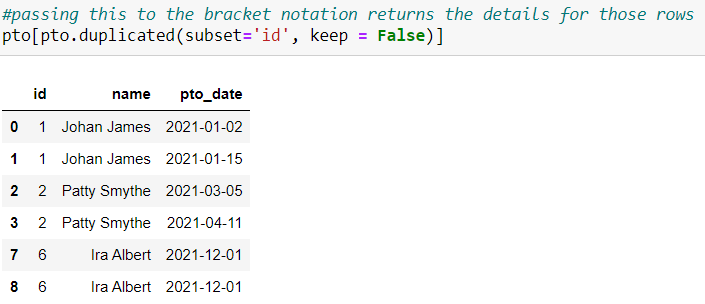 #passing this to the bracket notation returns the details for those rows
pto[pto.duplicated(subset='id', keep = False)]
id name pto_date
0 1 Johan James 2021-01-02
1 1 Johan James 2021-01-15
2 2 Patty Smythe 2021-03-05
3 2 Patty Smythe 2021-04-11
7 6 Ira Albert 2021-12-01
8 6 Ira Albert 2021-12-01